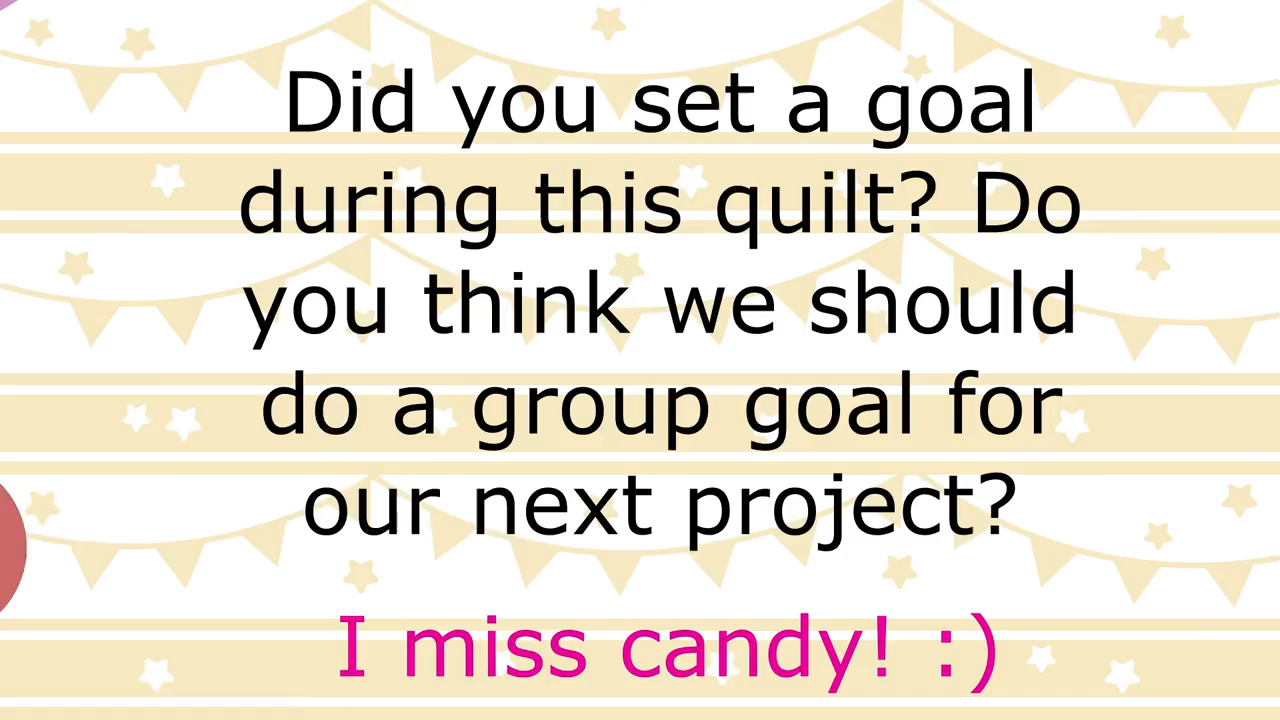 Did you set a goal
during this quilt? Do
you think we should
do a group goal for
our next project?
I miss candy! :)